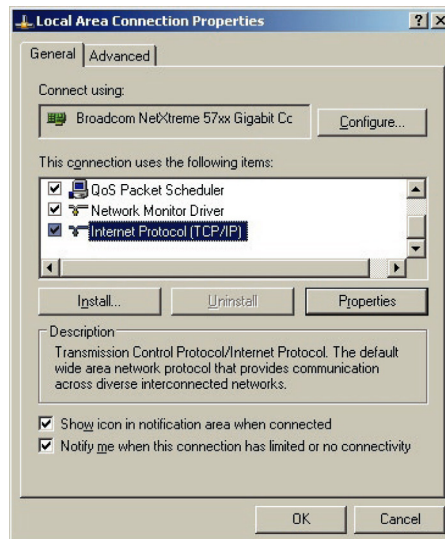 Local Area Connection Properties
General
Advanced
Connect using:
Broadcom NetXtreme 57xx Gigabit Cc
Configure...
This connection uses the following items:
QoS Packet Scheduler
Network Monitor Driver
Internet Protocol (TCP/IP)
Install...
Uninstall
Properties
Description
Transmission Control Protocol/Internet Protocol. The default
wide area network protocol that provides communication
across diverse interconnected networks.
Show icon in notification area when connected
Notify me when this connection has limited or no connectivity
OK
Cancel